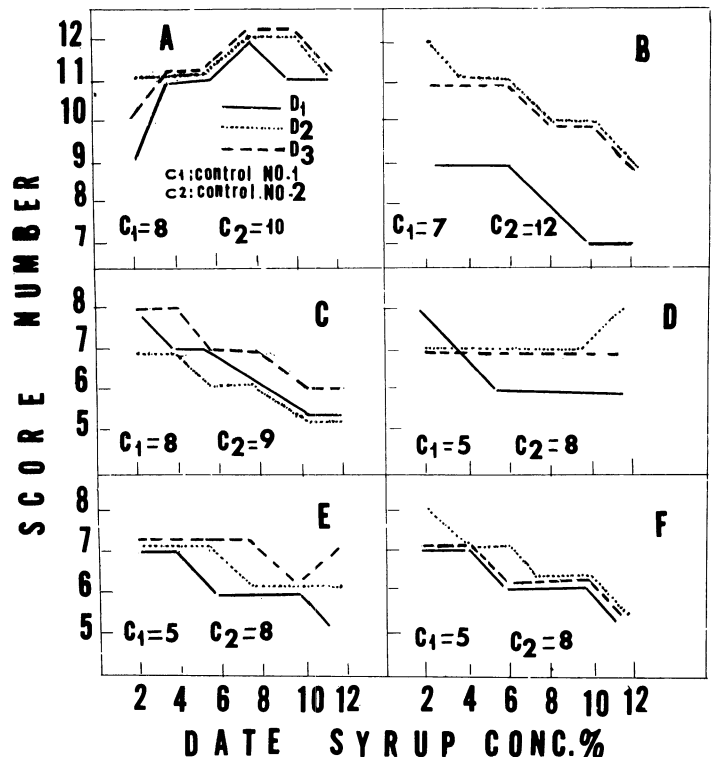 SCORE NUMBER
12
11
10
9
8
7
A
D1
D2
D3
C1:control NO.1
C2:control.NO-2
C1=8 C2=10
B
C1=7 C2=12
8
7
6
5
C
C1=8 C2=9
D
C1=5 C2=8
8
7
6
5
E
C1=5 C2=8
F
C1=5 C2=8
2 4 6 8 10 12 2 4 6 8 10 12
DATE SYRUP CONC.%